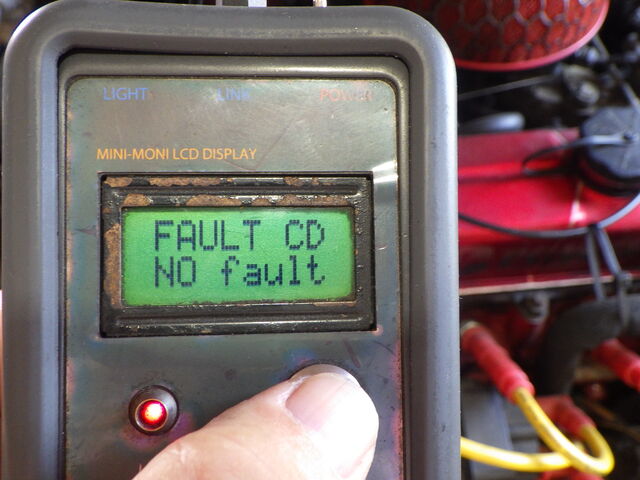 LIGHT LINK POWER
MINI-MONI LCD DISPLAY
FAULT CD
NO fault